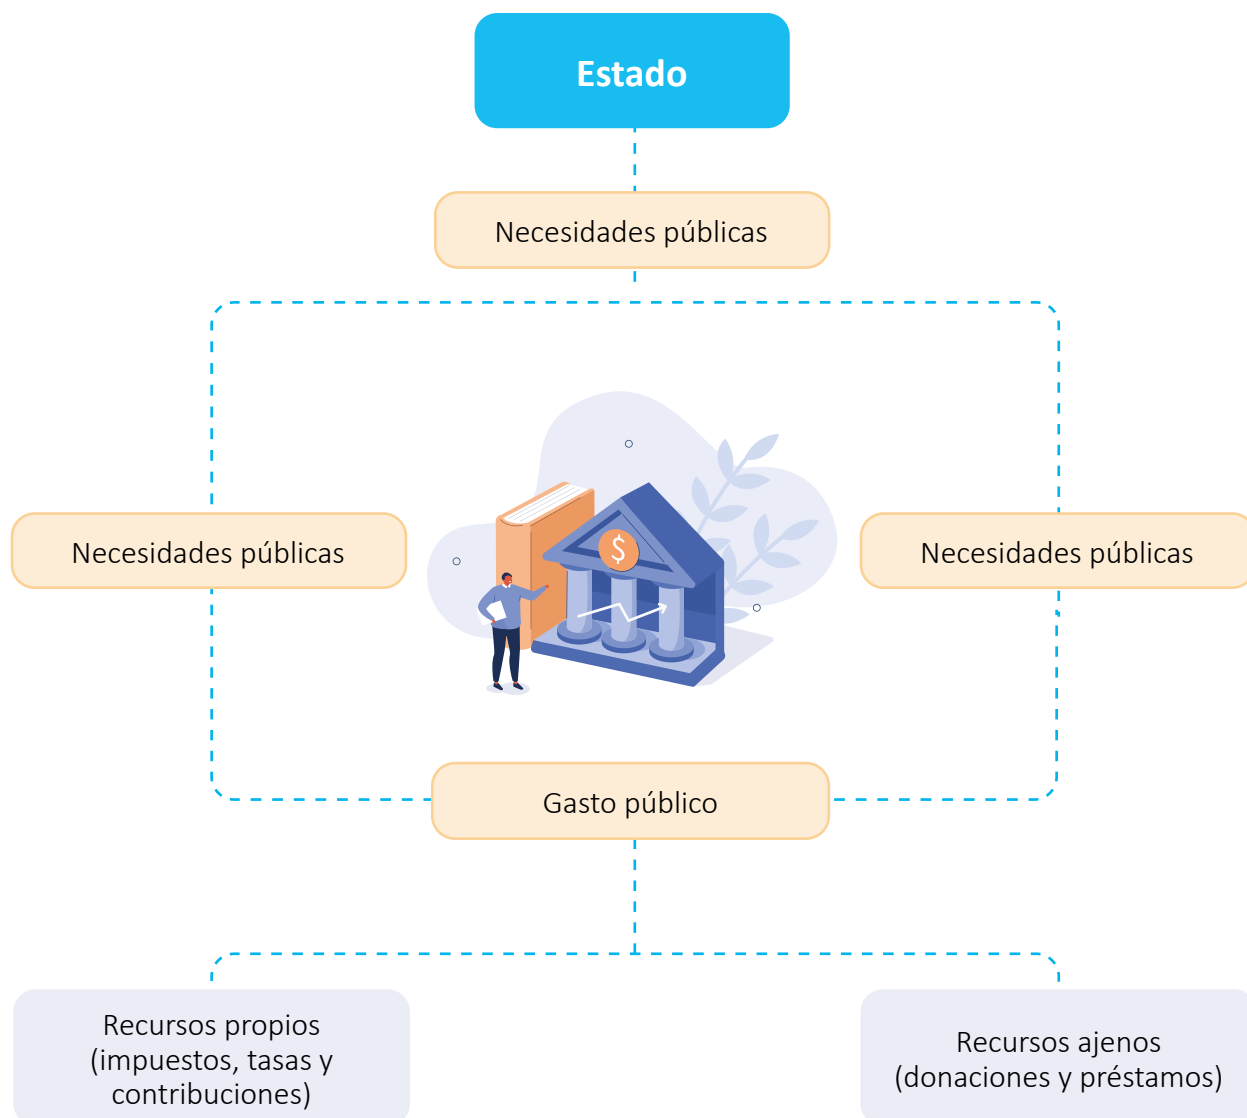 Estado
Necesidades públicas
Necesidades públicas
Necesidades públicas
$
Gasto público
Recursos propios
(impuestos, tasas y
contribuciones)
Recursos ajenos
(donaciones y préstamos)